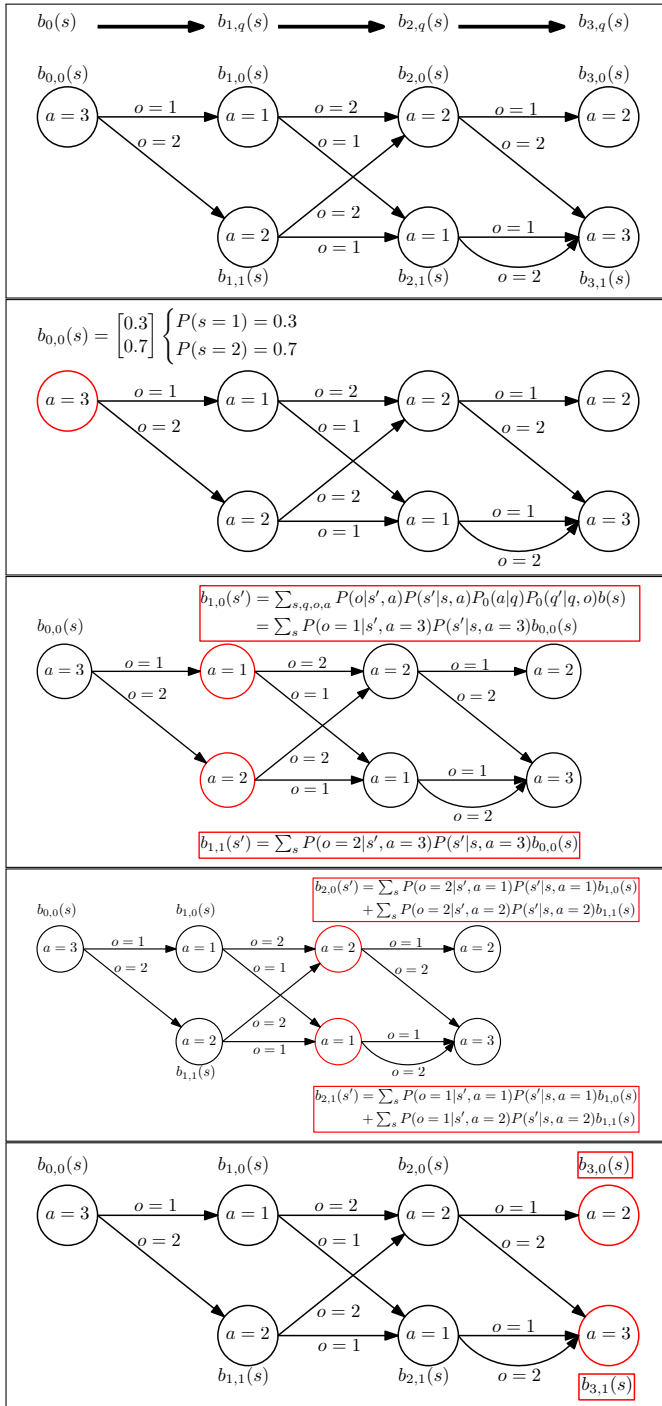 b_0(s) b_{1,q}(s) b_{2,q}(s) b_{3,q}(s)
b_{0,0}(s) b_{1,0}(s) b_{2,0}(s) b_{3,0}(s)
a = 3 o = 1 a = 1 o = 2 a = 2 o = 1 a = 2
o = 2 o = 1 o = 2
o = 2 o = 1
a = 2 o = 1 a = 1 a = 3
b_{1,1}(s) b_{2,1}(s) o = 2 b_{3,1}(s)
b_{0,0}(s) = [0.3 0.7] { P(s = 1) = 0.3
P(s = 2) = 0.7
a = 3 o = 1 a = 1 o = 2 a = 2 o = 1 a = 2
o = 2 o = 1 o = 2
o = 2 o = 1
a = 2 o = 1 a = 1 a = 3
o = 2
b_{1,0}(s′) = ∑_{s,q,o,a} P(o|s′, a)P(s′|s, a)P_0(a|q)P_0(q′|q, o)b(s)
= ∑_s P(o = 1|s′, a = 3)P(s′|s, a = 3)b_{0,0}(s)
b_{0,0}(s)
a = 3 o = 1 a = 1 o = 2 a = 2 o = 1 a = 2
o = 2 o = 1 o = 2
o = 2 o = 1
a = 2 o = 1 a = 1 a = 3
o = 2
b_{1,1}(s′) = ∑_s P(o = 2|s′, a = 3)P(s′|s, a = 3)b_{0,0}(s)
b_{2,0}(s′) = ∑_s P(o = 2|s′, a = 1)P(s′|s, a = 1)b_{1,0}(s)
+ ∑_s P(o = 2|s′, a = 2)P(s′|s, a = 2)b_{1,1}(s)
b_{0,0}(s) b_{1,0}(s)
a = 3 o = 1 a = 1 o = 2 a = 2 o = 1 a = 2
o = 2 o = 1 o = 2
o = 2 o = 1
a = 2 o = 1 a = 1 a = 3
b_{1,1}(s) o = 2
b_{2,1}(s′) = ∑_s P(o = 1|s′, a = 1)P(s′|s, a = 1)b_{1,0}(s)
+ ∑_s P(o = 1|s′, a = 2)P(s′|s, a = 2)b_{1,1}(s)
b_{0,0}(s) b_{1,0}(s) b_{2,0}(s) b_{3,0}(s)
a = 3 o = 1 a = 1 o = 2 a = 2 o = 1 a = 2
o = 2 o = 1 o = 2
o = 2 o = 1
a = 2 o = 1 a = 1 a = 3
b_{1,1}(s) b_{2,1}(s) o = 2 b_{3,1}(s)